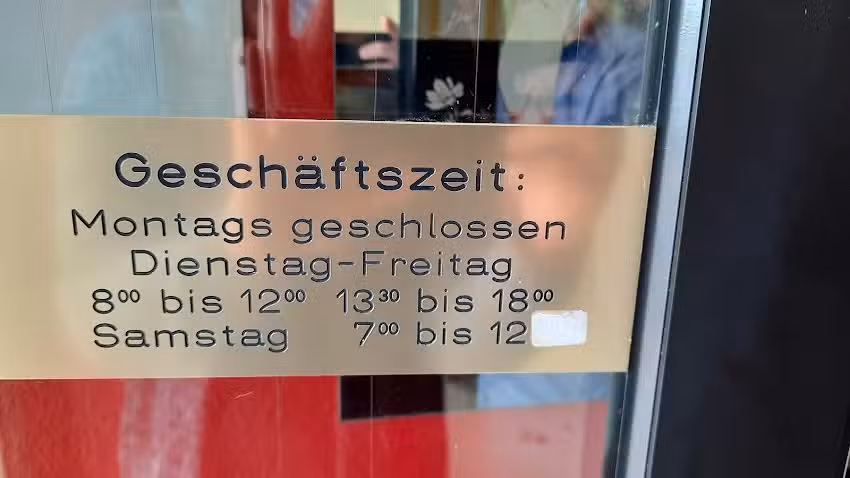 Geschäftszeit:
Montags geschlossen
Dienstag-Freitag
8⁰⁰ bis 12⁰⁰ 13³⁰ bis 18⁰⁰
Samstag 7⁰⁰ bis 12